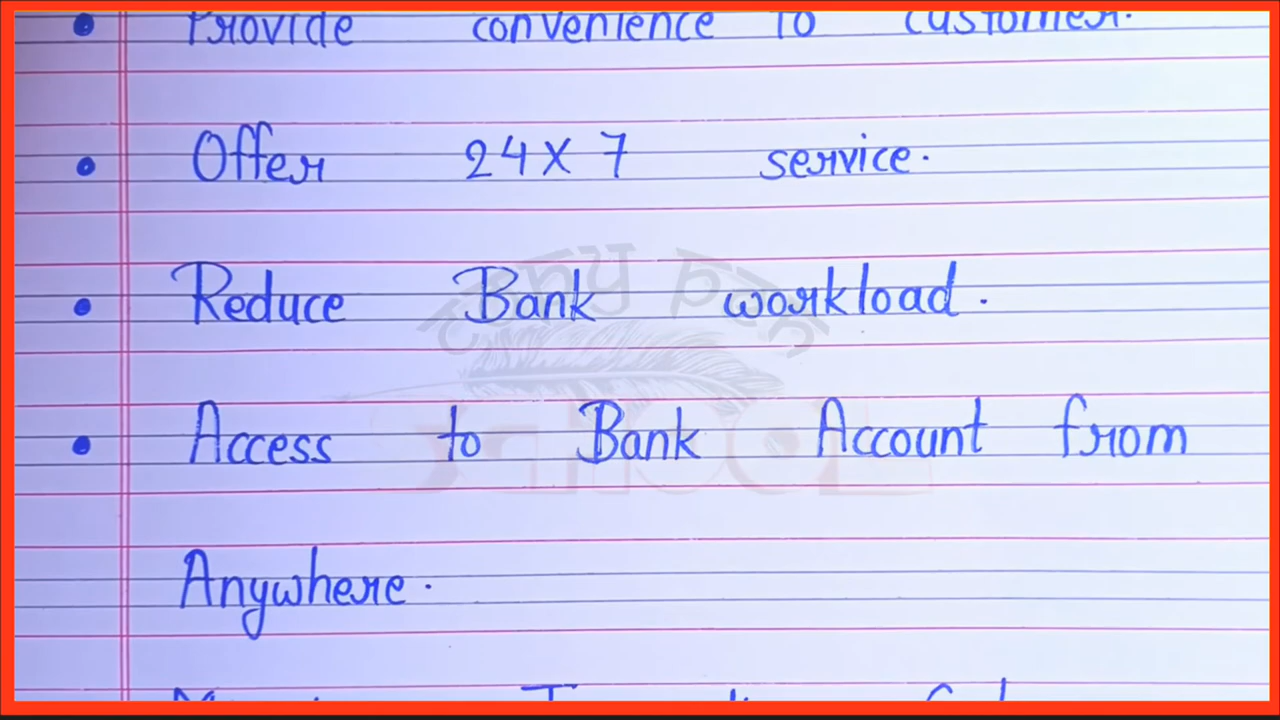 • Provide convenience to customer.
• Offer 24X7 service.
• Reduce Bank workload.
• Access to Bank Account from
Anywhere.